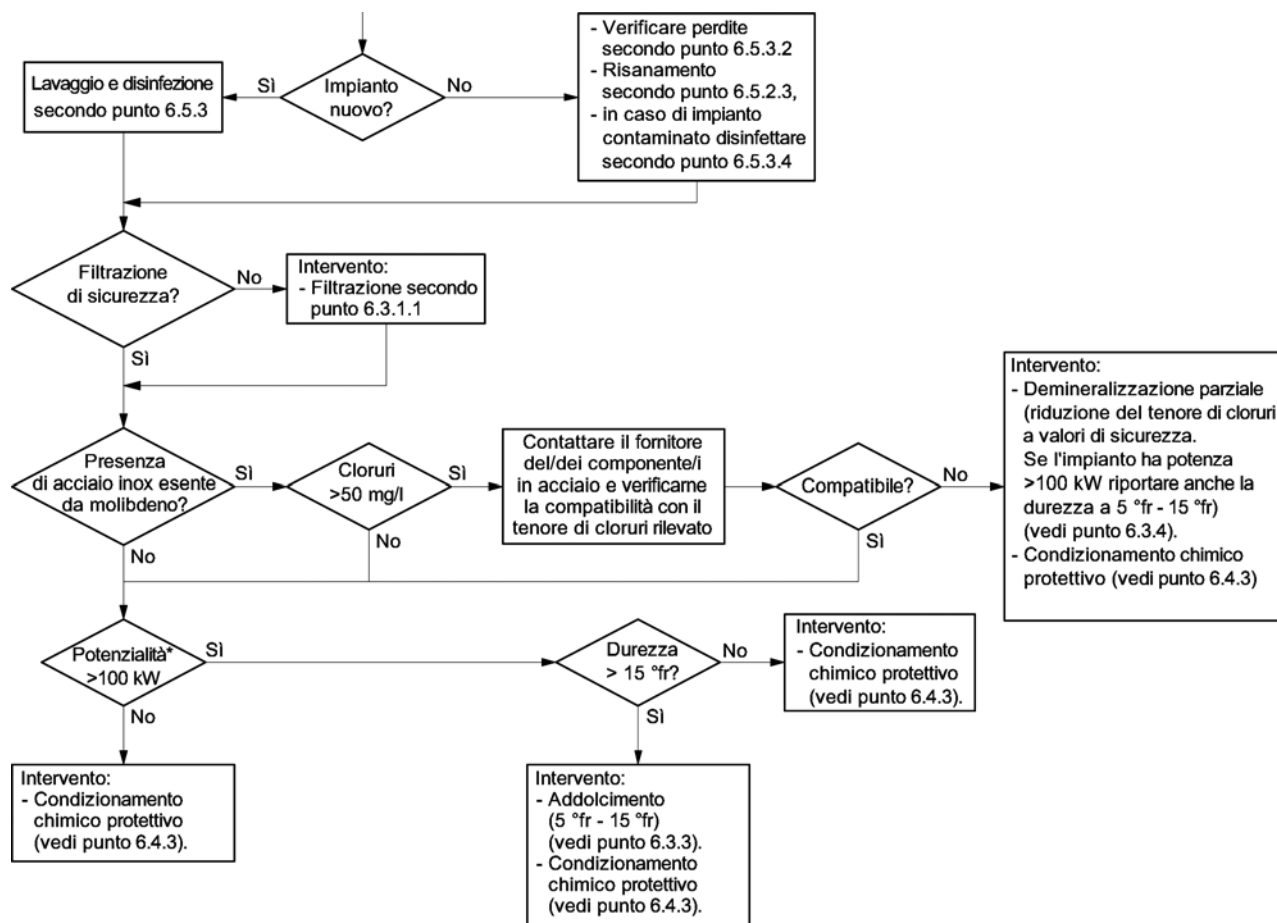 Lavaggio e disinfezione
secondo punto 6.5.3
Sì
Impianto
nuovo?
No
- Verificare perdite
secondo punto 6.5.3.2
- Risanamento
secondo punto 6.5.2.3,
- in caso di impianto
contaminato disinfettare
secondo punto 6.5.3.4
Filtrazione
di sicurezza?
No
Sì
Intervento:
- Filtrazione secondo
punto 6.3.1.1
Presenza
di acciaio inox esente
da molibdeno?
Sì
No
Cloruri
>50 mg/l
Sì
No
Contattare il fornitore
del/dei componente/i
in acciaio e verificarne
la compatibilità con il
tenore di cloruri rilevato
Compatibile?
No
Sì
Intervento:
- Demineralizzazione parziale
(riduzione del tenore di cloruri
a valori di sicurezza.
Se l'impianto ha potenza
>100 kW riportare anche la
durezza a 5 °fr - 15 °fr)
(vedi punto 6.3.4).
- Condizionamento chimico
protettivo (vedi punto 6.4.3)
Potenzialità*
>100 kW
Sì
No
Durezza
> 15 °fr?
No
Sì
Intervento:
- Condizionamento
chimico protettivo
(vedi punto 6.4.3).
Intervento:
- Condizionamento
chimico protettivo
(vedi punto 6.4.3).
Intervento:
- Addolcimento
(5 °fr - 15 °fr)
(vedi punto 6.3.3).
- Condizionamento
chimico protettivo
(vedi punto 6.4.3).